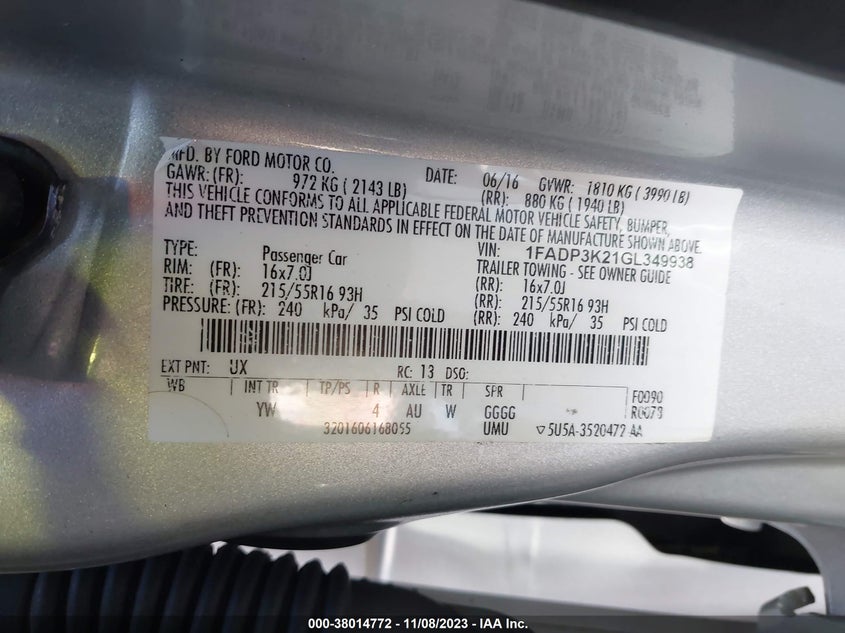 MFD. BY FORD MOTOR CO. DATE: 06/16 GVWR: 1810 KG ( 3990 LB)
GAWR: (FR): 972 KG ( 2143 LB) (RR): 880 KG ( 1940 LB)
THIS VEHICLE CONFORMS TO ALL APPLICABLE FEDERAL MOTOR VEHICLE SAFETY, BUMPER,
AND THEFT PREVENTION STANDARDS IN EFFECT ON THE DATE OF MANUFACTURE SHOWN ABOVE.
VIN: 1FADP3K21GL349938
TYPE: Passenger Car TRAILER TOWING - SEE OWNER GUIDE
RIM: (FR): 16x7.0J (RR): 16x7.0J
TIRE: (FR): 215/55R16 93H (RR): 215/55R16 93H
PRESSURE: (FR): 240 kPa/ 35 PSI COLD (RR): 240 kPa/ 35 PSI COLD
EXT PNT: UX RC: 13 DSO:
WB INT TR TP/PS R AXLE TR SPR F0090
YW 4 AU W GGGG R0078
3201606168055 UMU ▽5U5A-3520472 AA
000-38014772 - 11/08/2023 - IAA Inc.